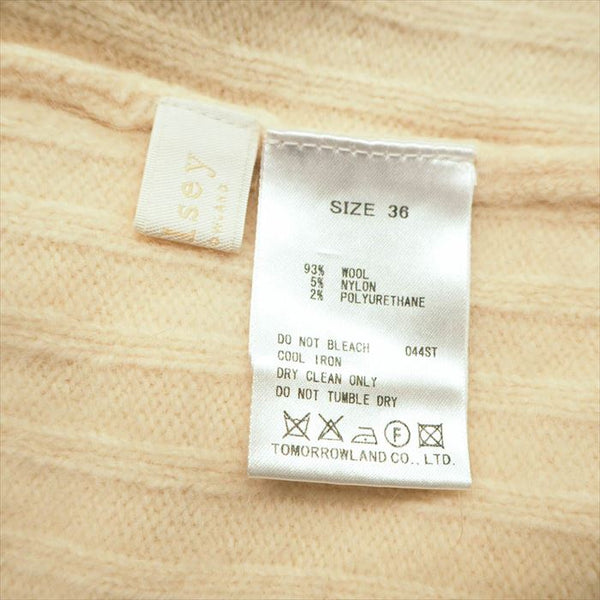 lsey
SIZE 36
93% WOOL
5% NYLON
2% POLYURETHANE
DO NOT BLEACH 044ST
COOL IRON
DRY CLEAN ONLY
DO NOT TUMBLE DRY
F
TOMORROWLAND CO., LTD.